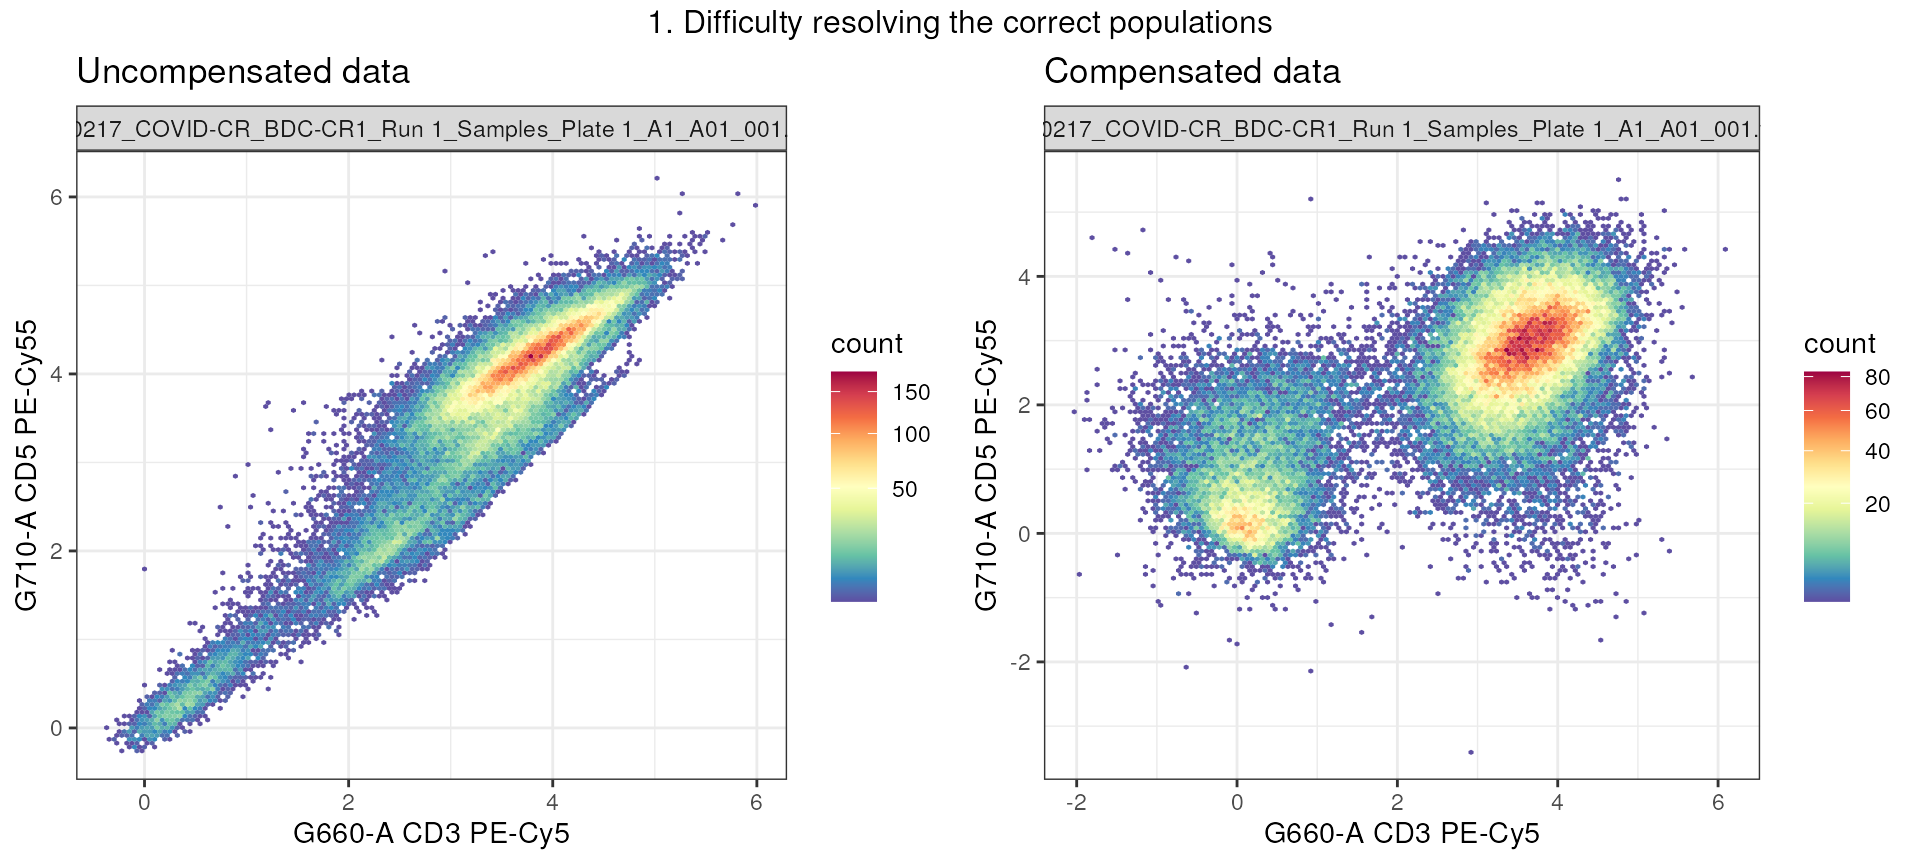 1. Difficulty resolving the correct populations
Uncompensated data
0217_COVID-CR_BDC-CR1_Run 1_Samples_Plate 1_A1_A01_001.
6
4
2
0
G710-A CD5 PE-Cy55
0 2 4 6
G660-A CD3 PE-Cy5
count
150
100
50
Compensated data
0217_COVID-CR_BDC-CR1_Run 1_Samples_Plate 1_A1_A01_001.
4
2
0
-2
G710-A CD5 PE-Cy55
-2 0 2 4 6
G660-A CD3 PE-Cy5
count
80
60
40
20